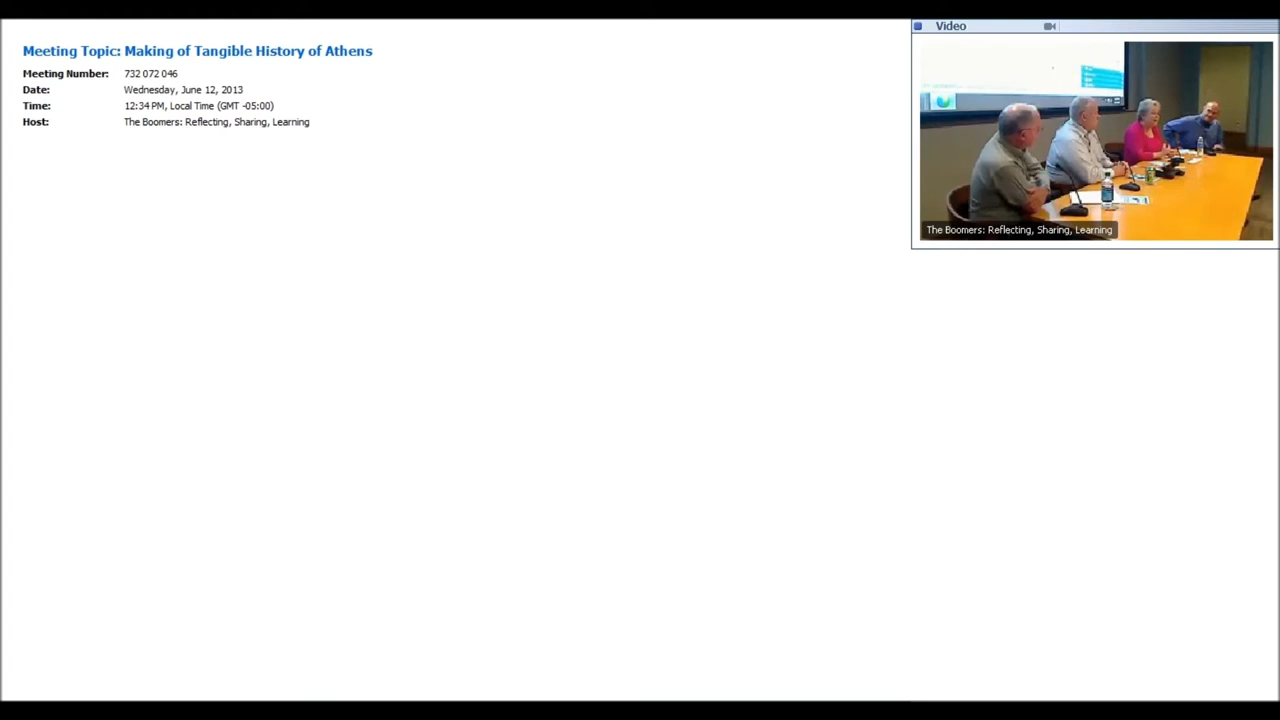 Meeting Topic: Making of Tangible History of Athens
Meeting Number: 732 072 046
Date: Wednesday, June 12, 2013
Time: 12:34 PM, Local Time (GMT -05:00)
Host: The Boomers: Reflecting, Sharing, Learning
Video
The Boomers: Reflecting, Sharing, Learning